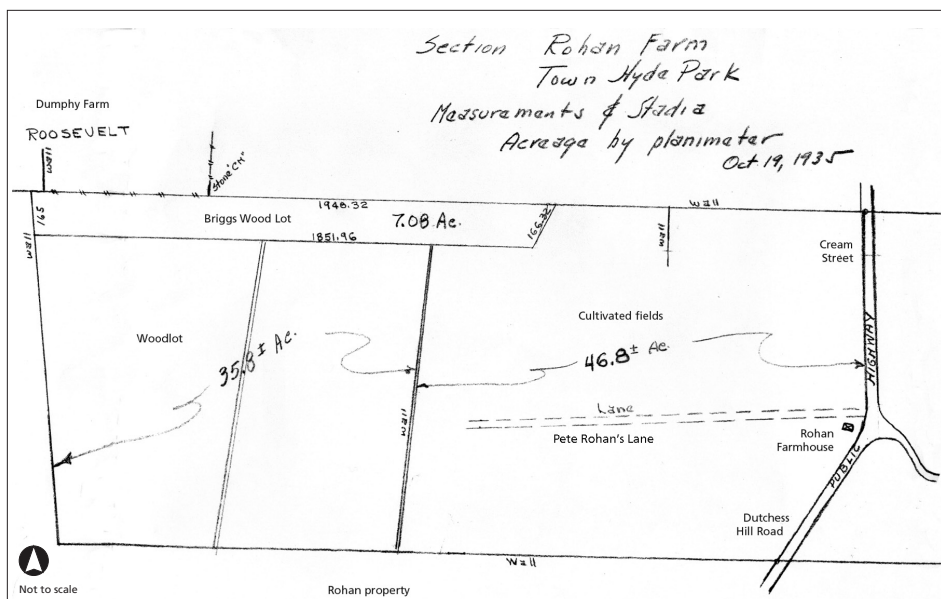 Section Rohan Farm
Town Hyde Park
Measurements & Stadia
Acreage by planimeter
Oct. 19, 1935
Dumphy Farm
ROOSEVELT
wall
Stone "CH"
1948.32
wall
165
Briggs Wood Lot
7.08 Ac.
166.32
wall
wall
1851.96
Cream
Street
Woodlot
Cultivated fields
35.8 ± Ac.
46.8 ± Ac.
HIGHWAY
Lane
wall
Pete Rohan's Lane
Rohan
Farmhouse
PUBLIC
Dutchess
Hill Road
Wall
Not to scale
Rohan property